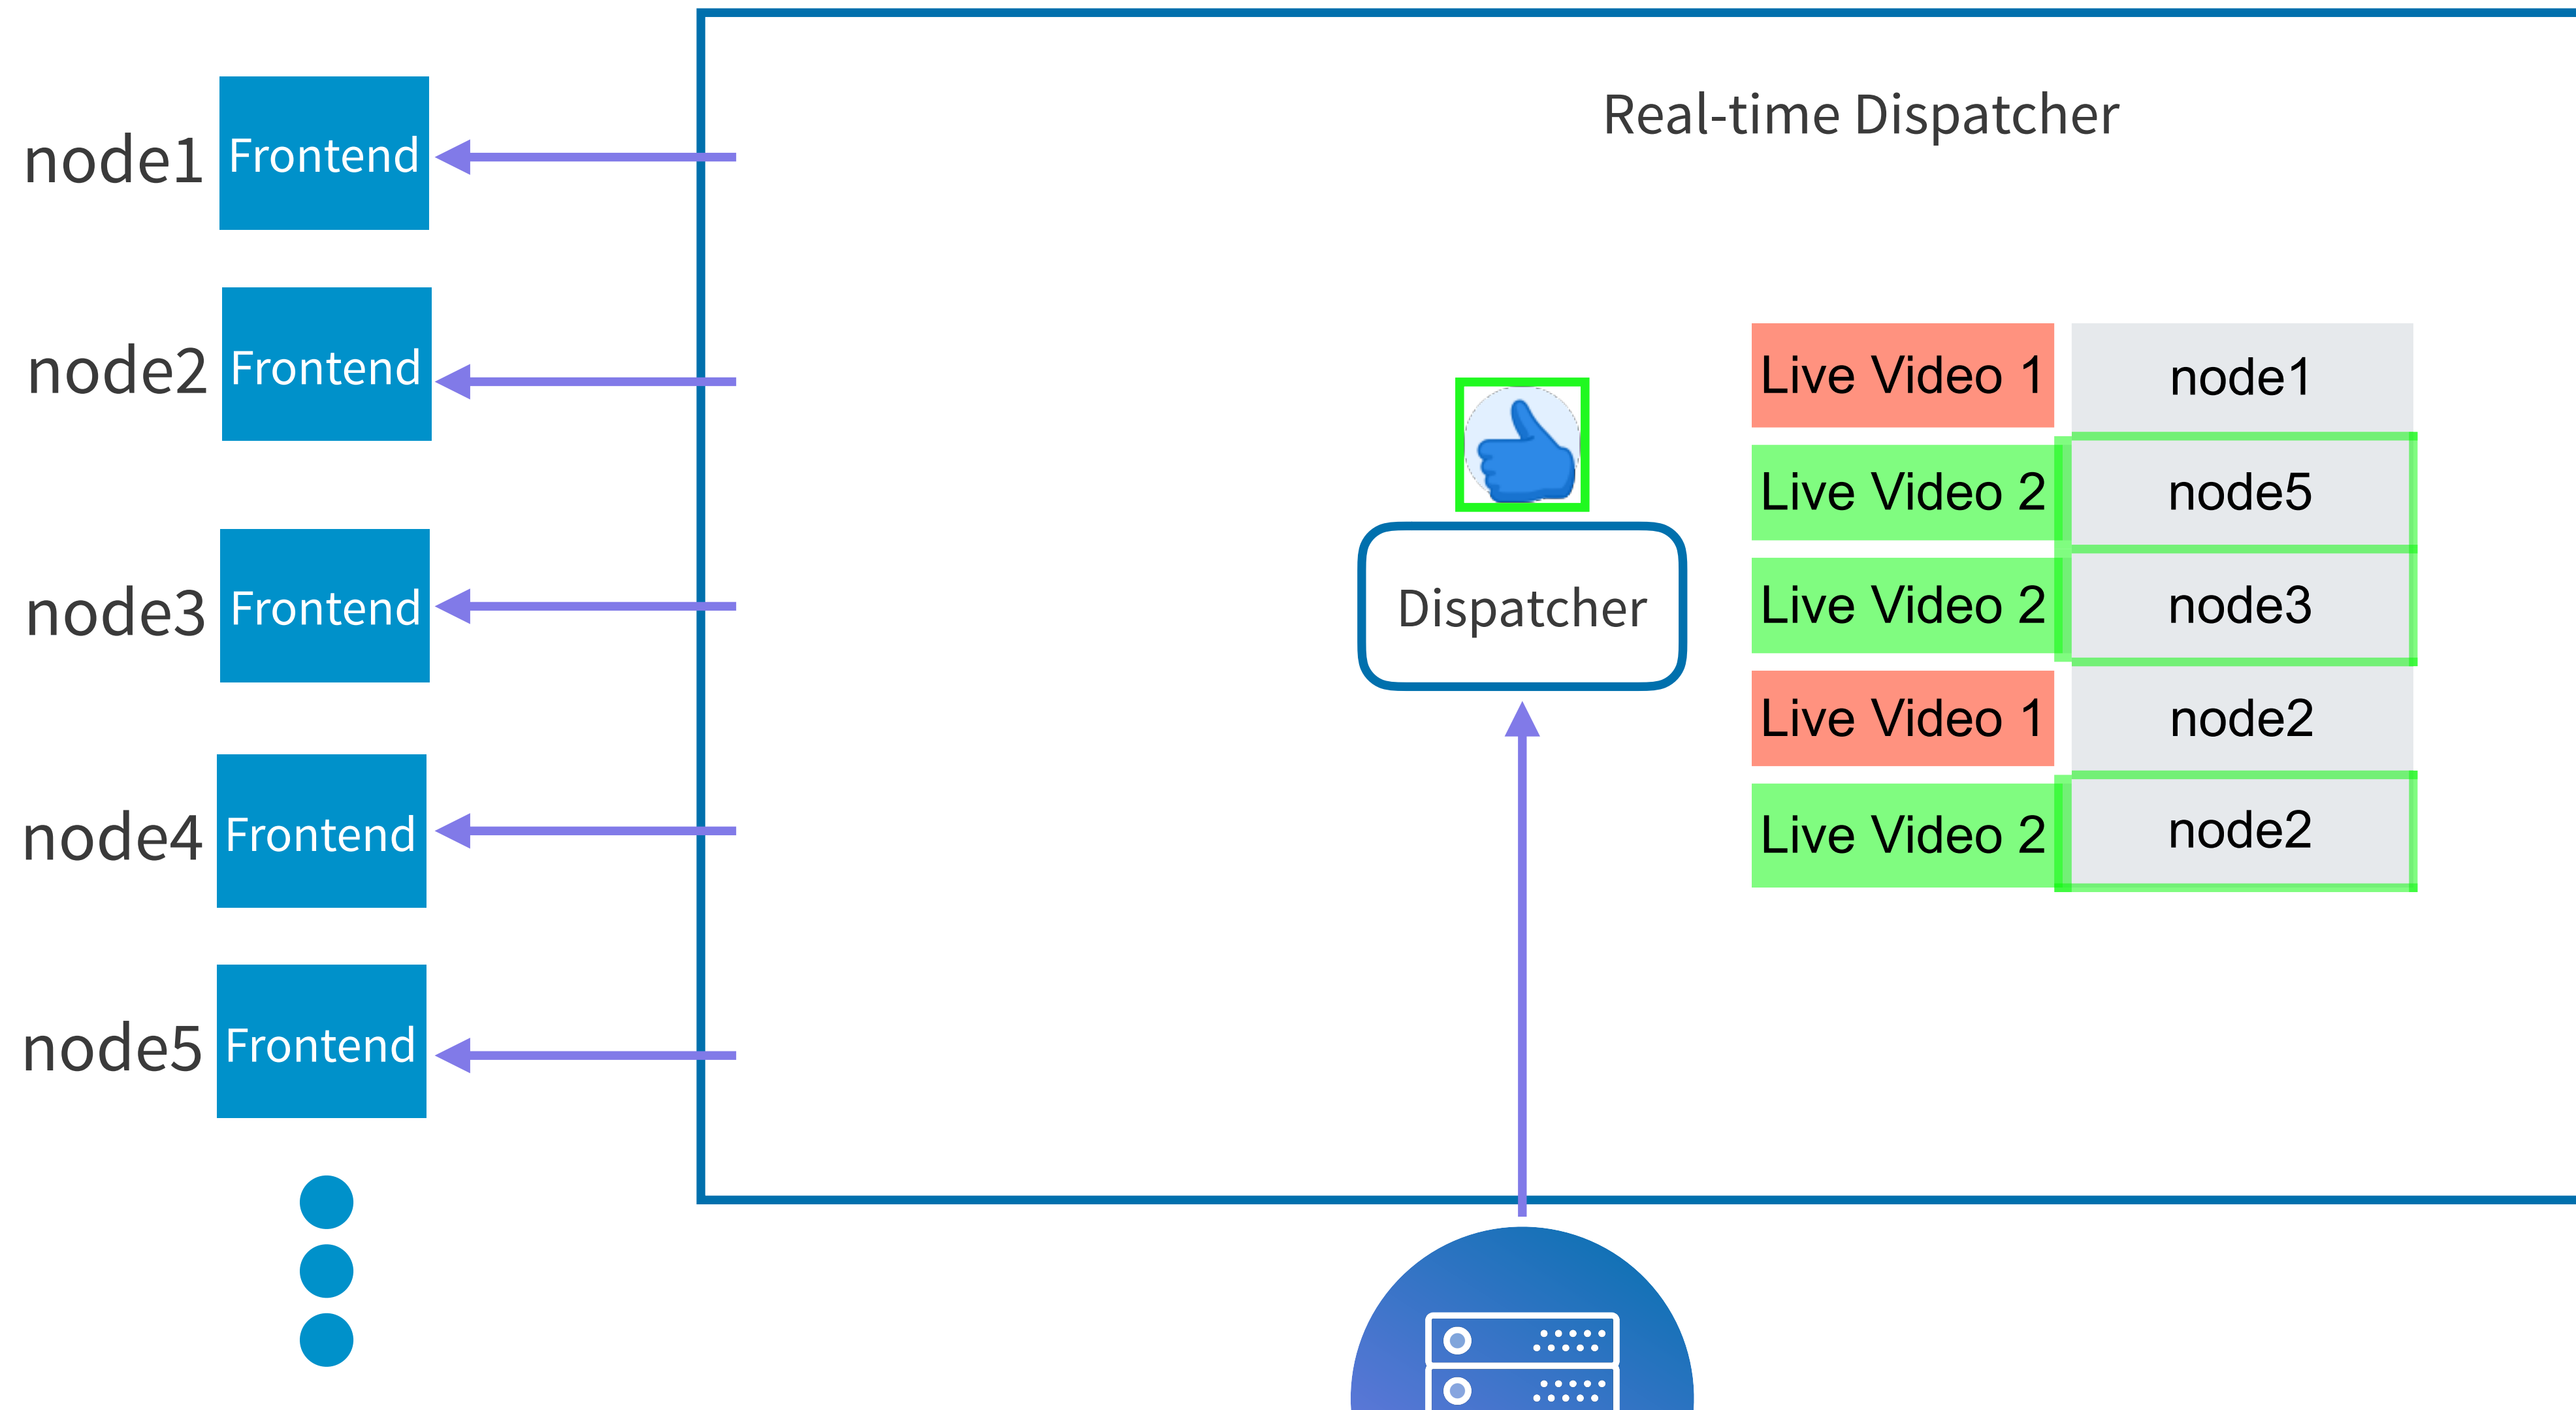 Real-time Dispatcher
node1 Frontend
node2 Frontend
node3 Frontend
node4 Frontend
node5 Frontend
Dispatcher
Live Video 1 node1
Live Video 2 node5
Live Video 2 node3
Live Video 1 node2
Live Video 2 node2